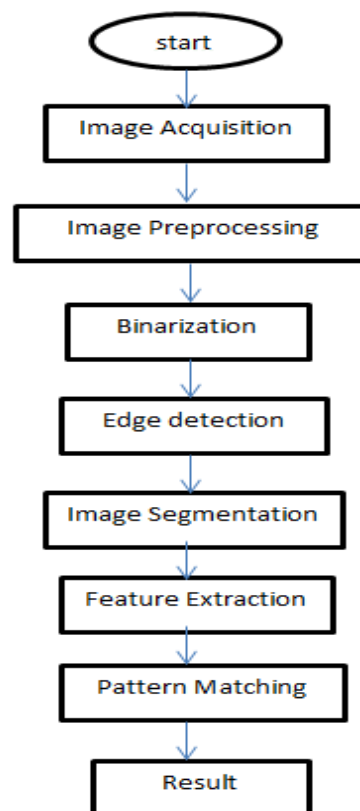 start
Image Acquisition
Image Preprocessing
Binarization
Edge detection
Image Segmentation
Feature Extraction
Pattern Matching
Result